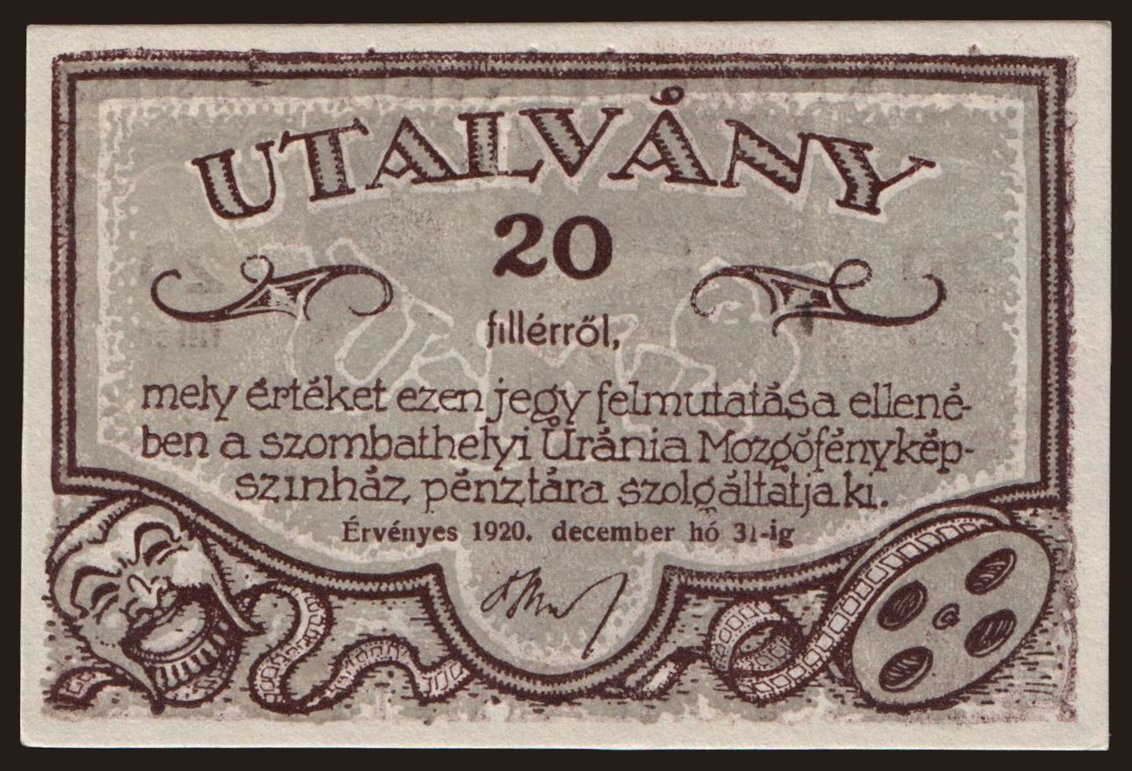 UTALVÁNY
20
fillérről,
mely értéket ezen jegy felmutatása ellené-
ben a szombathelyi Uránia Mozgófénykép-
szinház, pénztára szolgáltatja ki.
Érvényes 1920. december hó 31-ig